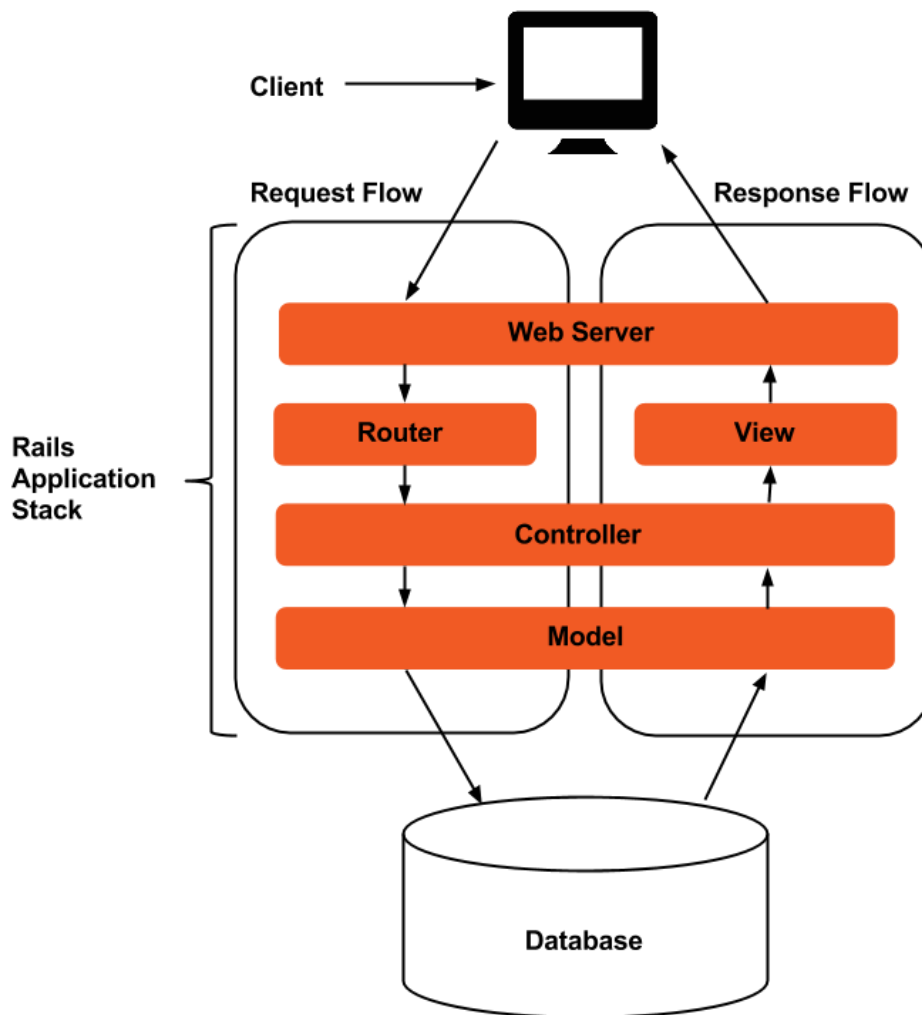 Client
Request Flow
Response Flow
Web Server
Router
View
Rails
Application
Stack
Controller
Model
Database